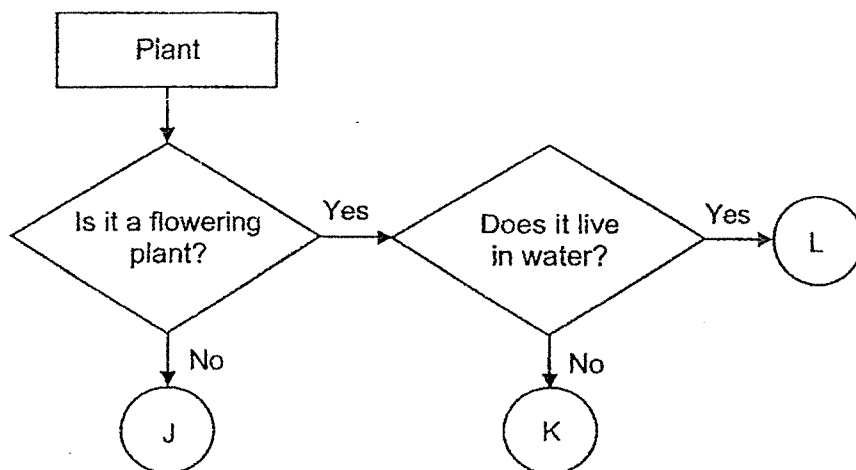 Plant
Is it a flowering
plant?
Yes
Does it live
in water?
Yes
L
No
J
No
K